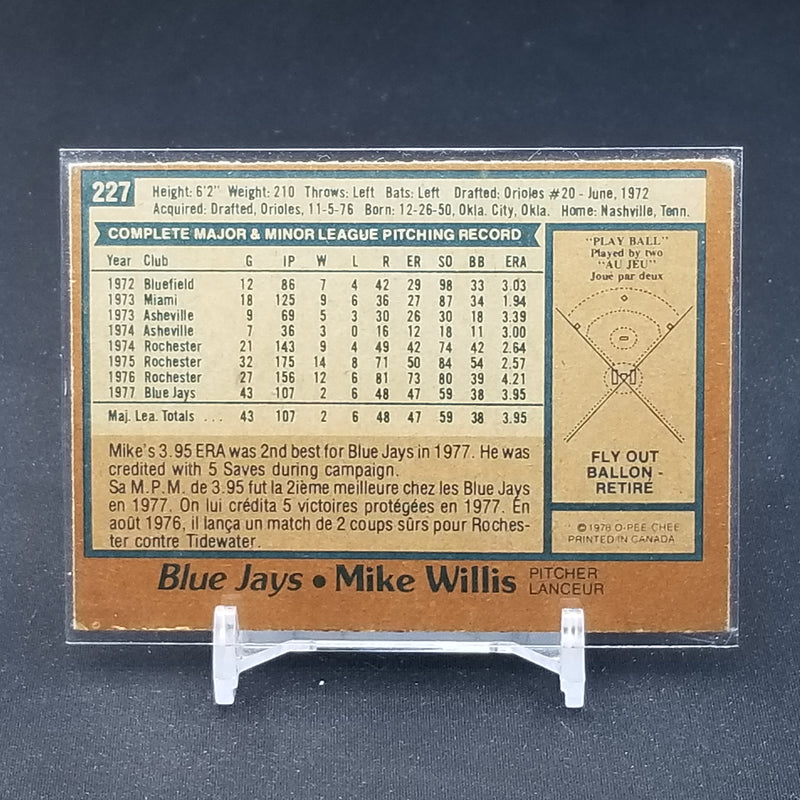 227
Height: 6'2" Weight: 210 Throws: Left Bats: Left Drafted: Orioles #20 - June, 1972
Acquired: Drafted, Orioles, 11-5-76 Born: 12-26-50, Okla. City, Okla. Home: Nashville, Tenn.
COMPLETE MAJOR & MINOR LEAGUE PITCHING RECORD
Year Club G IP W L R ER SO BB ERA
1972 Bluefield 12 86 7 4 42 29 98 33 3.03
1973 Miami 18 125 9 6 36 27 87 34 1.94
1973 Asheville 9 69 5 3 30 26 30 18 3.39
1974 Asheville 7 36 3 0 16 12 18 11 3.00
1974 Rochester 21 143 9 4 49 42 74 42 2.64
1975 Rochester 32 175 14 8 71 50 84 54 2.57
1976 Rochester 27 156 12 6 81 73 80 39 4.21
1977 Blue Jays 43 107 2 6 48 47 59 38 3.95
Maj. Lea. Totals ... 43 107 2 6 48 47 59 38 3.95
Mike's 3.95 ERA was 2nd best for Blue Jays in 1977. He was
credited with 5 Saves during campaign.
Sa M.P.M. de 3.95 fut la 2ième meilleure chez les Blue Jays
en 1977. On lui crédita 5 victoires protégées en 1977. En
août 1976, il lança un match de 2 coups sûrs pour Roches-
ter contre Tidewater.
"PLAY BALL"
Played by two
"AU JEU"
Joue par deux
FLY OUT
BALLON -
RETIRÉ
© 1978 O-PEE-CHEE
PRINTED IN CANADA
Blue Jays • Mike Willis PITCHER
LANCEUR